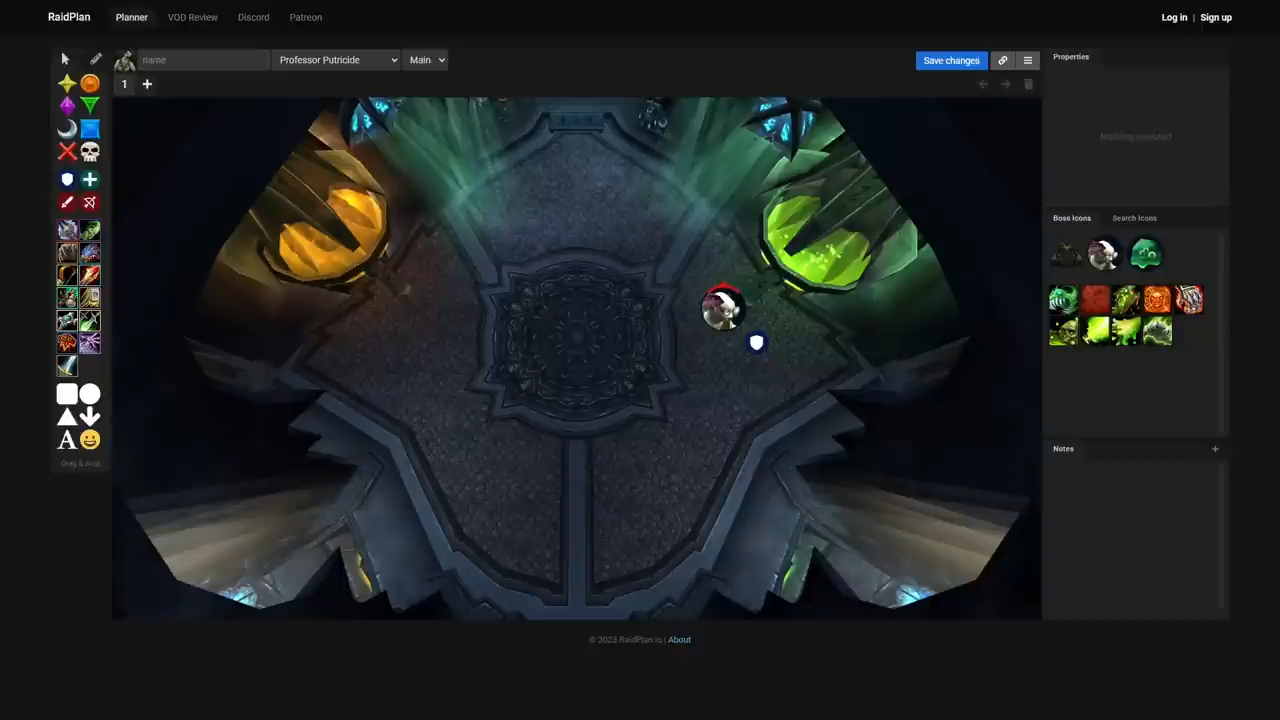 RaidPlan Planner VOD Review Discord Patreon Log in | Sign up
name Professor Putricide Main Save changes
1 +
Properties
Nothing selected
Boss Icons Search Icons
Notes +
A
Drag & drop
© 2023 RaidPlan.io | About